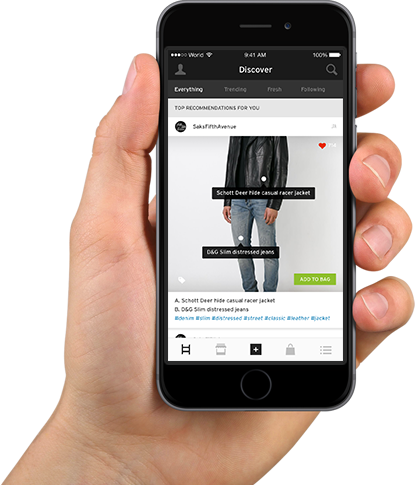 World 9:41 AM 100%
Discover
Everything Trending Fresh Following
TOP RECOMMENDATIONS FOR YOU
SaksFifthAvenue
Schott Deer hide casual racer jacket
D&G Slim distressed jeans
ADD TO BAG
A. Schott Deer hide casual racer jacket
B. D&G Slim distressed jeans
#denim #slim #distressed #street #classic #leather #jacket